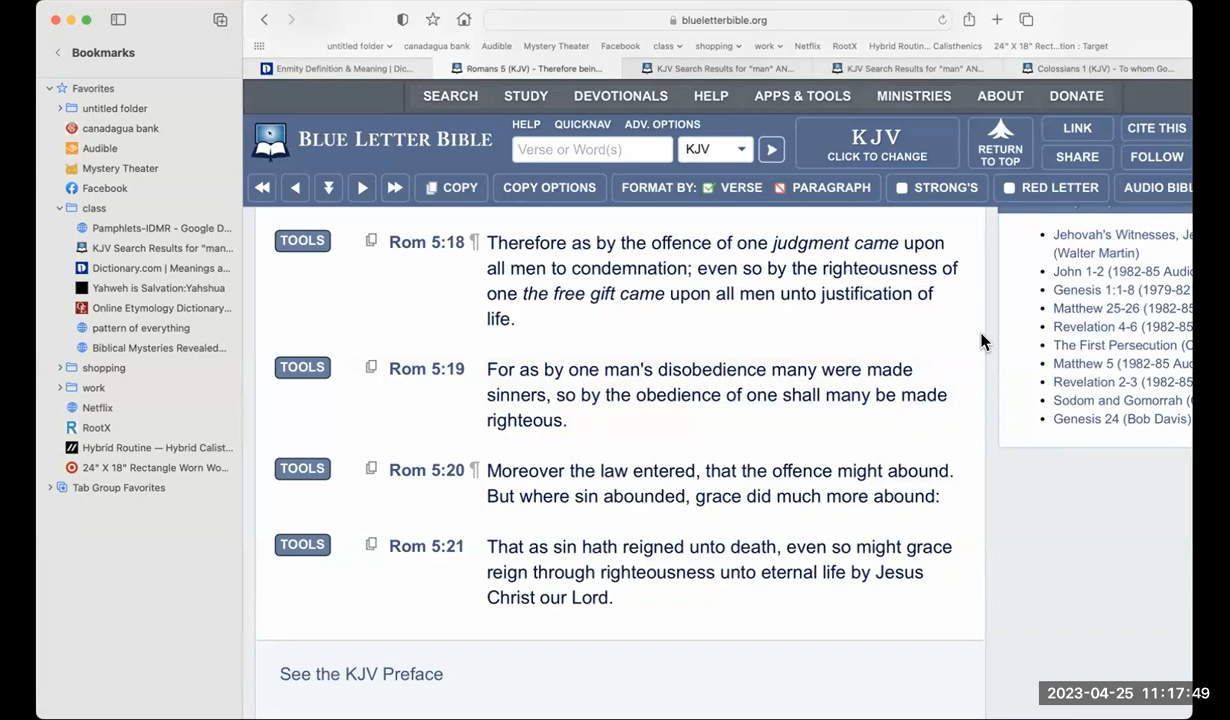 blueletterbible.org
Bookmarks
untitled folder
canadagua bank
Audible
Mystery Theater
Facebook
class
shopping
work
Netflix
RootX
Hybrid Routin... Calisthenics
24" X 18" Rect...tion : Target
Enmity Definition & Meaning | Dic...
Romans 5 (KJV) - Therefore bein...
KJV Search Results for "man" AN...
KJV Search Results for "man" AN...
Colossians 1 (KJV) - To whom Go...
Favorites
untitled folder
canadagua bank
Audible
Mystery Theater
Facebook
class
Pamphlets-IDMR - Google D...
KJV Search Results for "man...
Dictionary.com | Meanings a...
Yahweh is Salvation:Yahshua
Online Etymology Dictionary...
pattern of everything
Biblical Mysteries Revealed...
shopping
work
Netflix
RootX
Hybrid Routine — Hybrid Calist...
24" X 18" Rectangle Worn Wo...
Tab Group Favorites
SEARCH STUDY DEVOTIONALS HELP APPS & TOOLS MINISTRIES ABOUT DONATE
BLUE LETTER BIBLE
HELP QUICKNAV ADV. OPTIONS
Verse or Word(s)
KJV
KJV
CLICK TO CHANGE
RETURN
TO TOP
LINK
CITE THIS
SHARE
FOLLOW
COPY
COPY OPTIONS
FORMAT BY: VERSE PARAGRAPH
STRONG'S
RED LETTER
AUDIO BIBL
TOOLS Rom 5:18 ¶ Therefore as by the offence of one judgment came upon
all men to condemnation; even so by the righteousness of
one the free gift came upon all men unto justification of
life.
TOOLS Rom 5:19 For as by one man's disobedience many were made
sinners, so by the obedience of one shall many be made
righteous.
TOOLS Rom 5:20 ¶ Moreover the law entered, that the offence might abound.
But where sin abounded, grace did much more abound:
TOOLS Rom 5:21 That as sin hath reigned unto death, even so might grace
reign through righteousness unto eternal life by Jesus
Christ our Lord.
See the KJV Preface
Jehovah's Witnesses, Je
(Walter Martin)
John 1-2 (1982-85 Audio
Genesis 1:1-8 (1979-82
Matthew 25-26 (1982-85
Revelation 4-6 (1982-85
The First Persecution (C
Matthew 5 (1982-85 Aud
Revelation 2-3 (1982-85
Sodom and Gomorrah (
Genesis 24 (Bob Davis)
2023-04-25 11:17:49